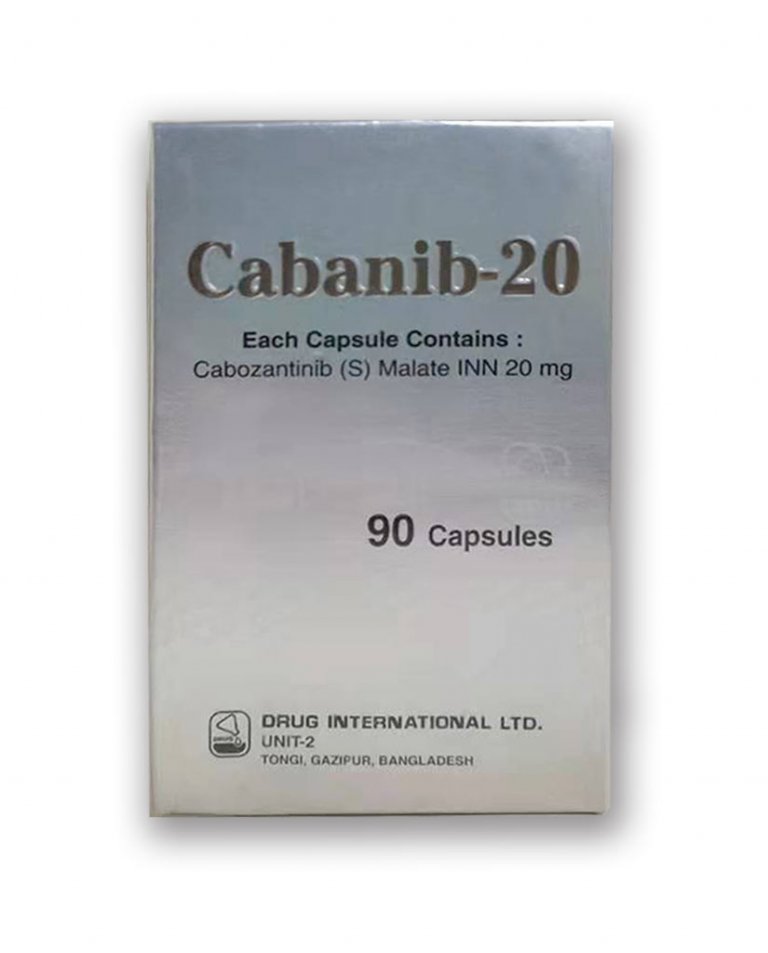 Cabanib-20
Each Capsule Contains :
Cabozantinib (S) Malate INN 20 mg
90 Capsules
DRUG
DRUG INTERNATIONAL LTD.
UNIT-2
TONGI, GAZIPUR, BANGLADESH